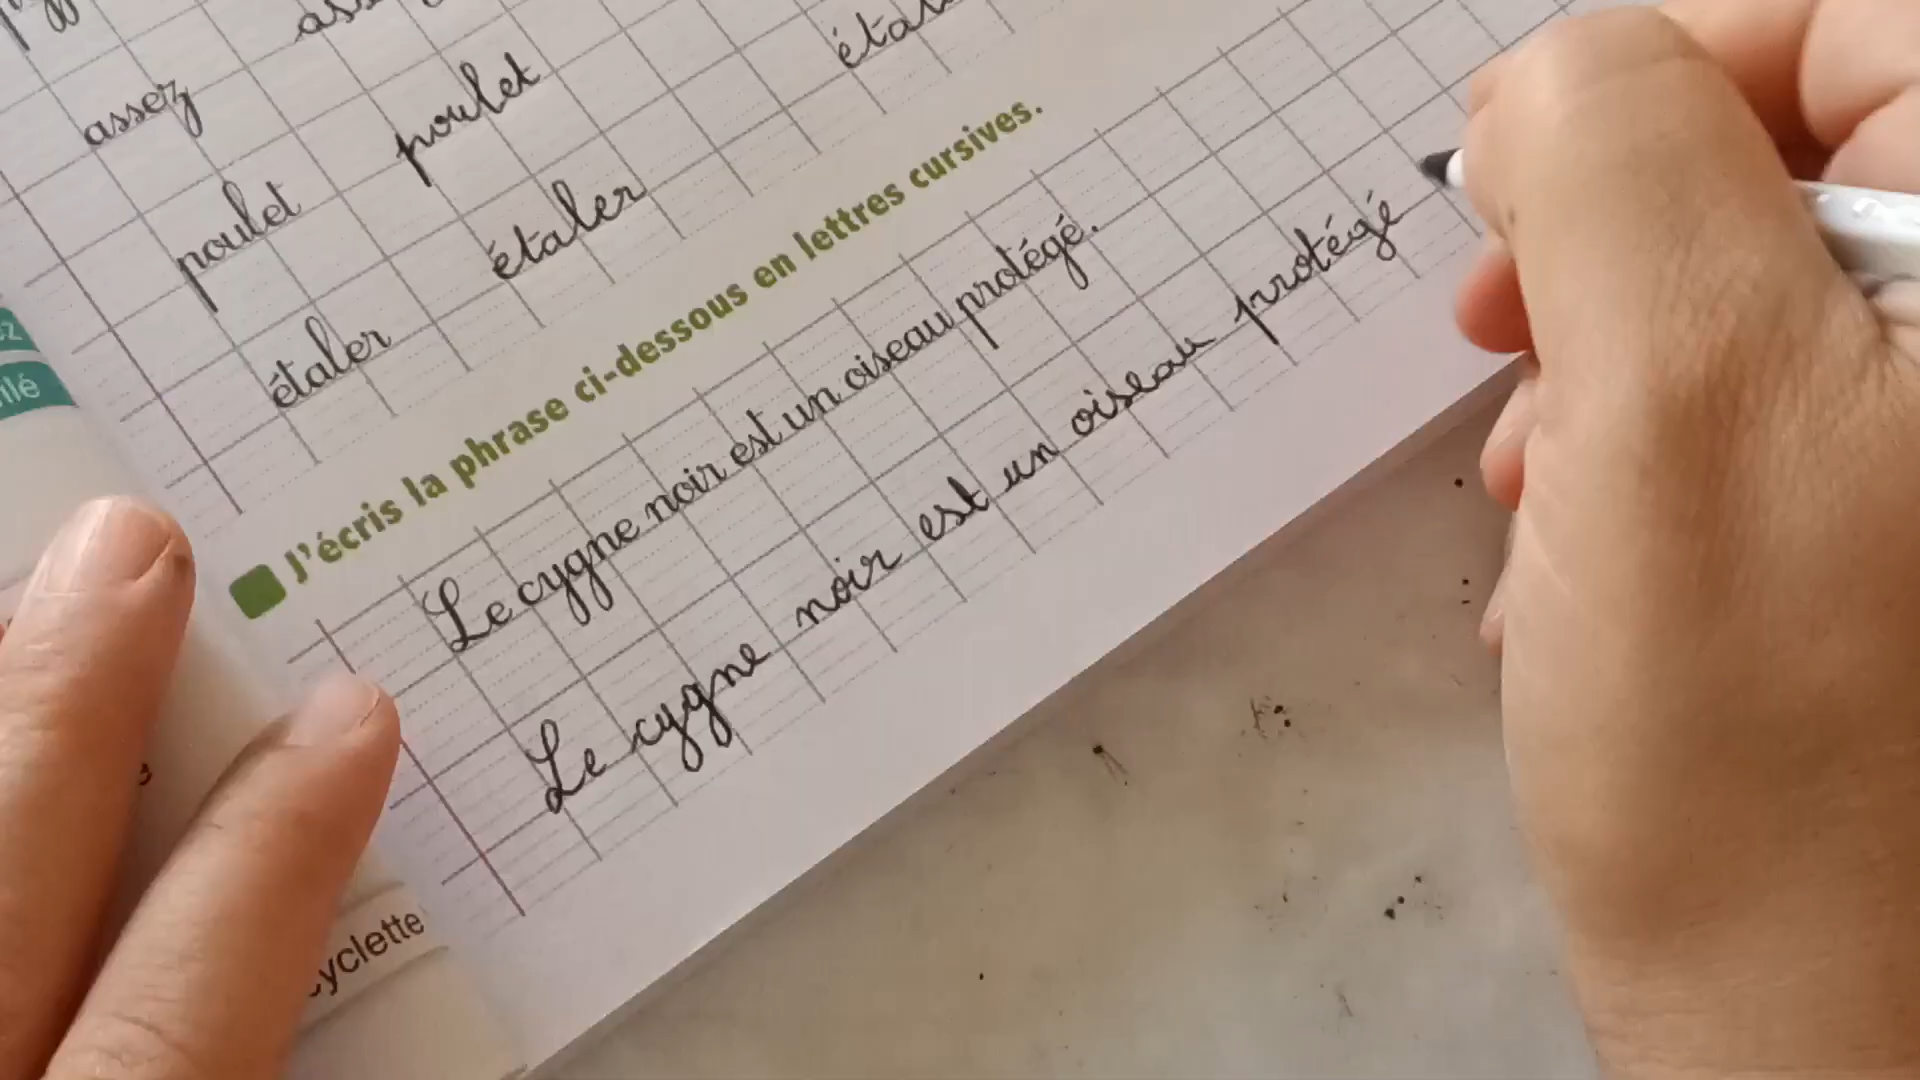 assez
poulet poulet
étaler étaler
J'écris la phrase ci-dessous en lettres cursives.
Le cygne noir est un oiseau protégé.
Le cygne noir est un oiseau protégé